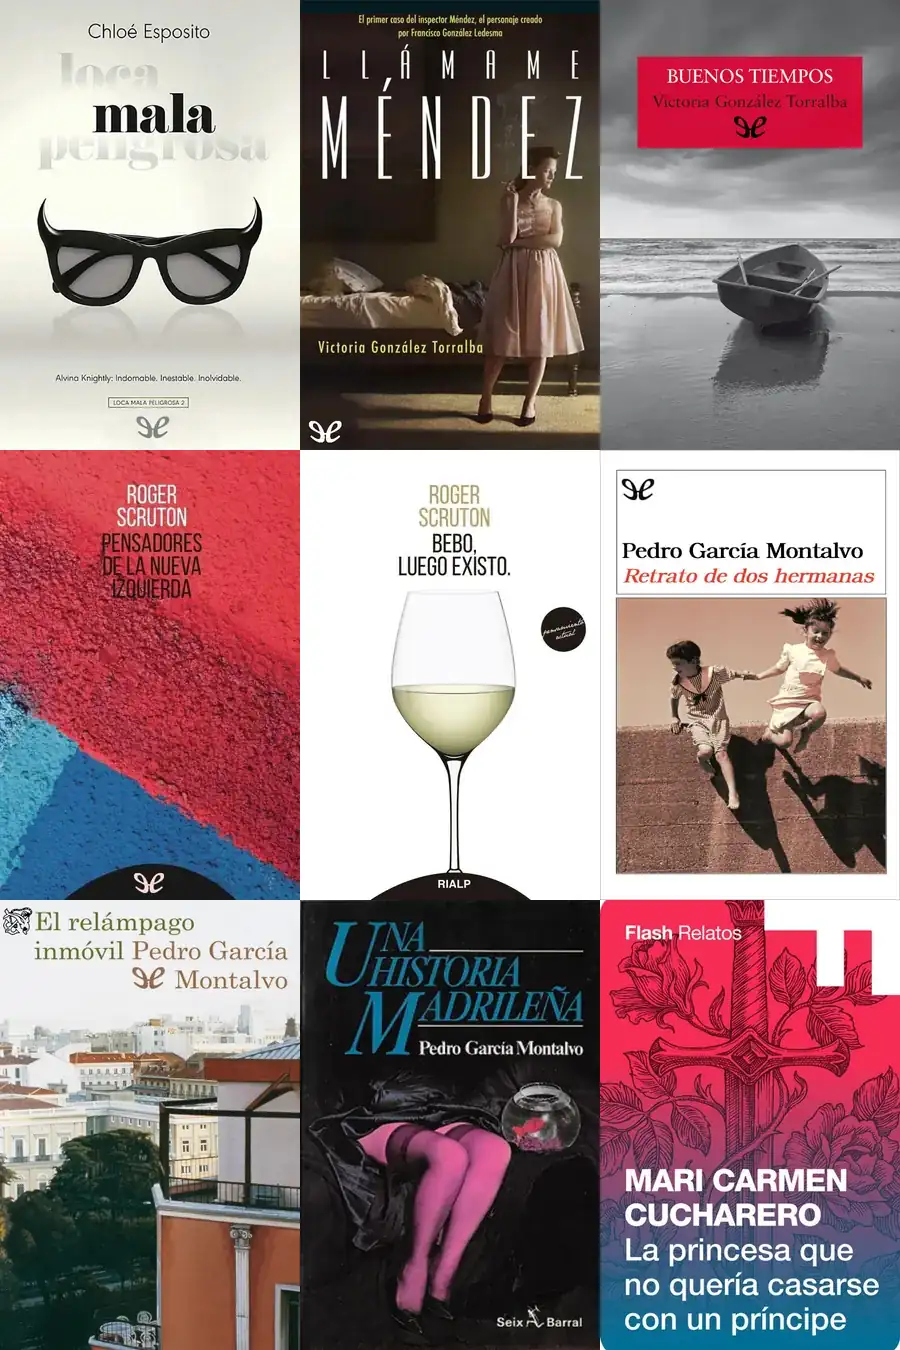 Chloé Esposito
loca
mala
peligrosa
Alvina Knightly: Indomable. Inestable. Inolvidable.
LOCA MALA PELIGROSA 2
El primer caso del inspector Méndez, el personaje creado
por Francisco González Ledesma
LLÁMAME
MÉNDEZ
Victoria González Torralba
BUENOS TIEMPOS
Victoria González Torralba
ROGER
SCRUTON
PENSADORES
DE LA NUEVA
IZQUIERDA
ROGER
SCRUTON
BEBO,
LUEGO EXISTO.
pensamiento
actual
RIALP
Pedro García Montalvo
Retrato de dos hermanas
El relámpago
inmóvil Pedro García
Montalvo
UNA
HISTORIA
MADRILEÑA
Pedro García Montalvo
Seix Barral
Flash Relatos
MARI CARMEN
CUCHARERO
La princesa que
no quería casarse
con un príncipe